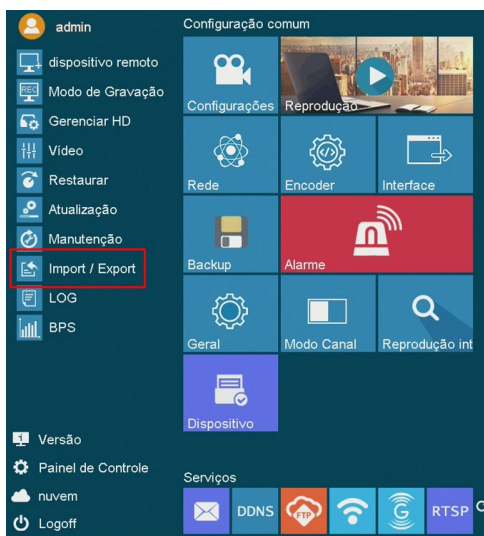 admin
dispositivo remoto
REC
Modo de Gravação
Gerenciar HD
Vídeo
Restaurar
Atualização
Manutenção
Import / Export
LOG
BPS
Versão
Painel de Controle
nuvem
Logoff
Configuração comum
Configurações
Reprodução
Rede
Encoder
Interface
Backup
Alarme
Geral
Modo Canal
Reprodução int
Dispositivo
Serviços
DDNS
FTP
G
RTSP